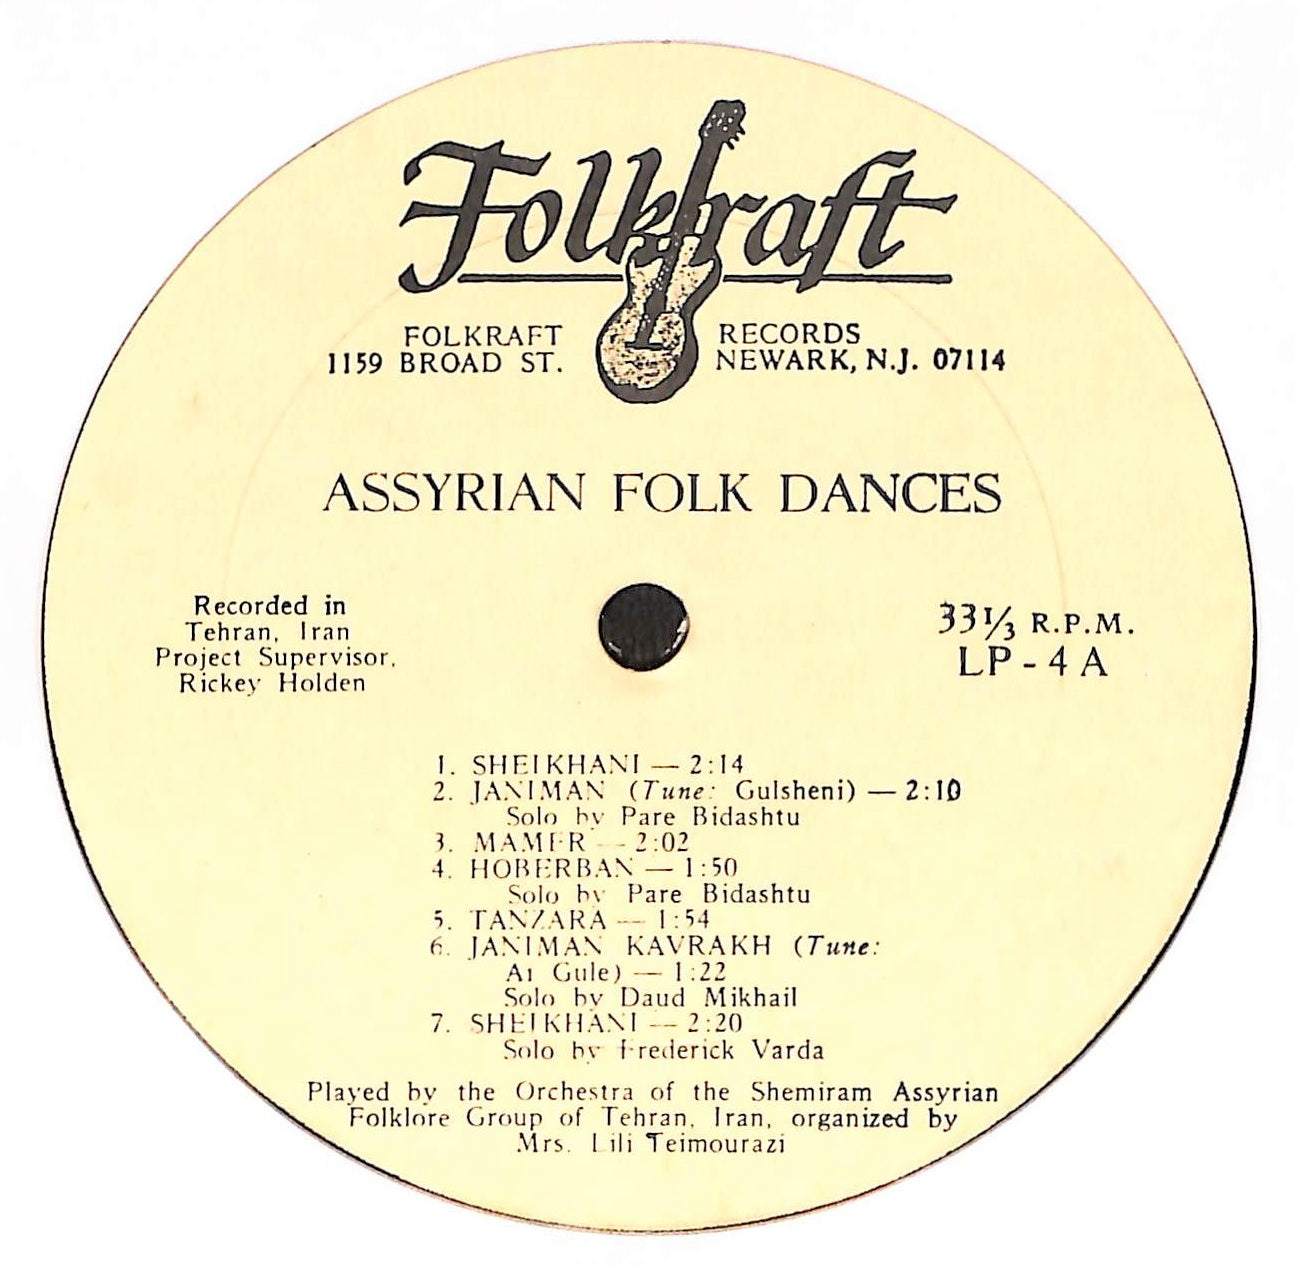 Folkraft
FOLKRAFT RECORDS
1159 BROAD ST. NEWARK, N.J. 07114
ASSYRIAN FOLK DANCES
Recorded in
Tehran, Iran
Project Supervisor,
Rickey Holden
33⅓ R.P.M.
LP - 4 A
1. SHEIKHANI — 2:14
2. JANIMAN (Tune: Gulsheni) — 2:10
Solo by Pare Bidashtu
3. MAMER — 2:02
4. HOBERBAN — 1:50
Solo by Pare Bidashtu
5. TANZARA — 1:54
6. JANIMAN KAVRAKH (Tune:
Ai Gule) — 1:22
Solo by Daud Mikhail
7. SHEIKHANI — 2:20
Solo by Frederick Varda
Played by the Orchestra of the Shemiram Assyrian
Folklore Group of Tehran, Iran, organized by
Mrs. Lili Teimourazi